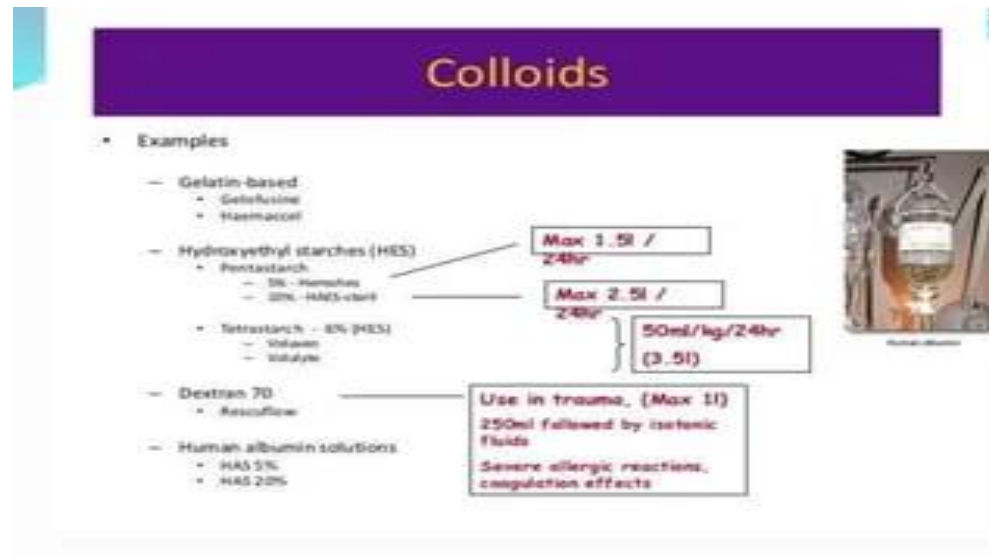 Colloids
• Examples
– Gelatin-based
• Gelofusine
• Haemaccel
– Hydroxyethyl starches (HES)
• Pentastarch
– 5% - Hemohes
– 10% - HAES-steril
• Tetrastarch - 6% (HES)
– Voluven
– Volulyte
– Dextran 70
• Rescuflow
– Human albumin solutions
• HAS 5%
• HAS 20%
Max 1.5l /
24hr
Max 2.5l /
24hr
50ml/kg/24hr
(3.5l)
Use in trauma, (Max 1l)
250ml followed by isotonic
fluids
Severe allergic reactions,
coagulation effects
Human albumin